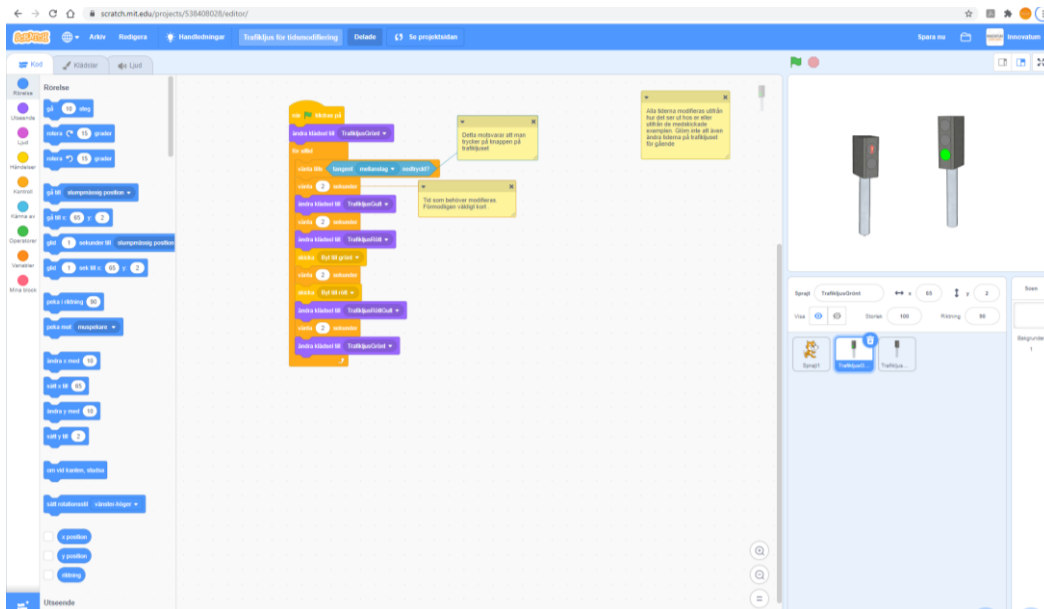 scratch.mit.edu/projects/538408028/editor/
SCRATCH Arkiv Redigera Handledningar Trafikljus för tidsmodifiering Delade Se projektsidan Spara nu Innovatum
Kod Klädslar Ljud
Rörelse
Utseende
Ljud
Händelser
Kontroll
Känna av
Operatorer
Variabler
Mina block
Rörelse
gå 10 steg
rotera 15 grader
rotera 15 grader
gå till slumpmässig position
gå till x: 65 y: 2
glid 1 sekunder till slumpmässig position
glid 1 sek till x: 65 y: 2
peka i riktning 90
peka mot muspekare
ändra x med 10
sätt x till 65
ändra y med 10
sätt y till 2
om vid kanten, studsa
sätt rotationsstil vänster-höger
x position
y position
riktning
Utseende
när klickas på
ändra klädsel till TrafikljusGrönt
för alltid
vänta tills tangent mellanslag nedtryckt?
vänta 2 sekunder
ändra klädsel till TrafikljusGult
vänta 2 sekunder
ändra klädsel till TrafikljusRött
skicka Byt till grönt
vänta 2 sekunder
skicka Byt till rött
ändra klädsel till TrafikljusRöttGult
vänta 2 sekunder
ändra klädsel till TrafikljusGrönt
Detta motsvarar att man
trycker på knappen på
trafikljuset
Tid som behöver modifieras.
Förmodligen väldigt kort
Alla tiderna modifieras utifrån
hur det ser ut hos er eller
utifrån de medskickade
exemplen. Glöm inte att även
ändra tiderna på trafikljuset
för gående
Sprajt TrafikljusGrönt x 65 y 2
Visa Storlek 100 Riktning 90
Sprajt1
TrafikljusG...
Trafikljus...
Scen
Bakgrunder
1